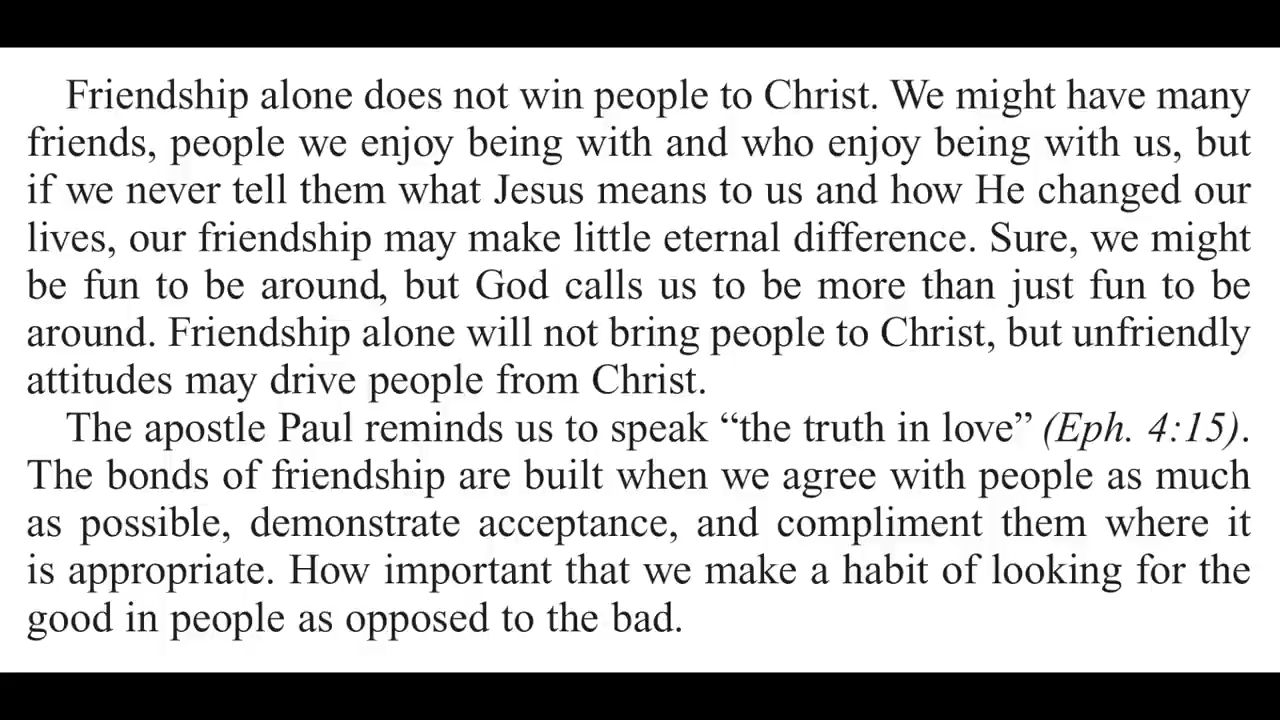 Friendship alone does not win people to Christ. We might have many
friends, people we enjoy being with and who enjoy being with us, but
if we never tell them what Jesus means to us and how He changed our
lives, our friendship may make little eternal difference. Sure, we might
be fun to be around, but God calls us to be more than just fun to be
around. Friendship alone will not bring people to Christ, but unfriendly
attitudes may drive people from Christ.
The apostle Paul reminds us to speak “the truth in love” (Eph. 4:15).
The bonds of friendship are built when we agree with people as much
as possible, demonstrate acceptance, and compliment them where it
is appropriate. How important that we make a habit of looking for the
good in people as opposed to the bad.